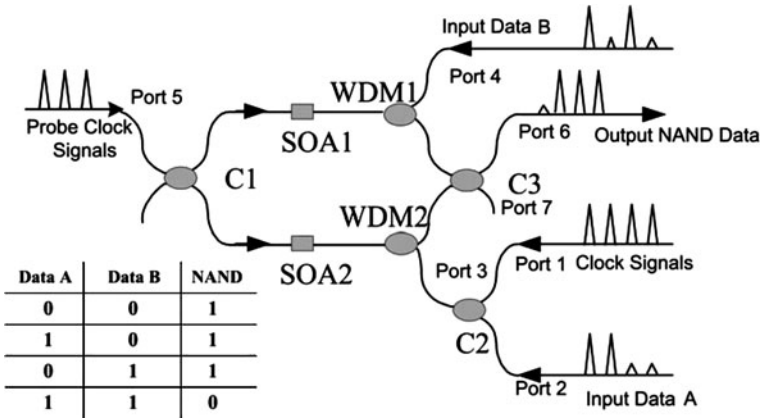 Input Data B
Port 4
Port 5
WDM1
Probe Clock
Signals
SOA1
Port 6
Output NAND Data
C1
C3
WDM2
Port 7
SOA2
Port 3
Port 1
Clock Signals
C2
Port 2
Input Data A
Data A Data B NAND
0 0 1
1 0 1
0 1 1
1 1 0